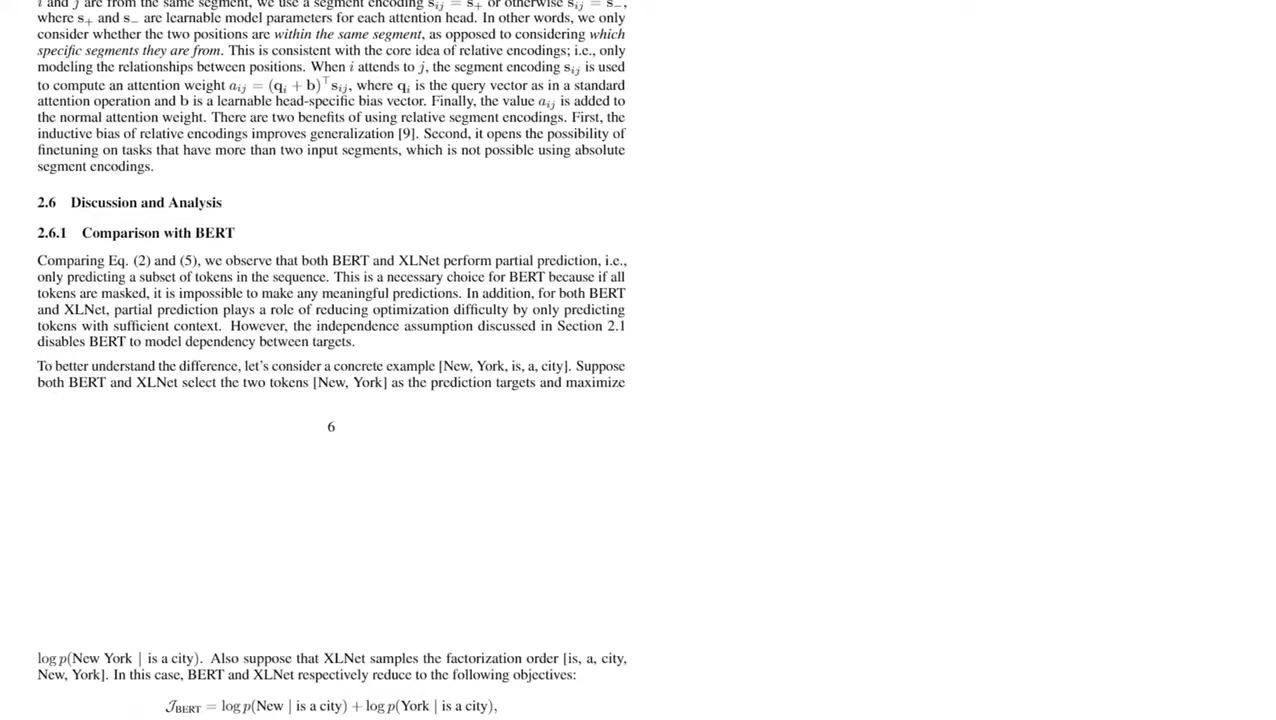 i and j are from the same segment, we use a segment encoding s_ij = s_+ or otherwise s_ij = s_−,
where s_+ and s_− are learnable model parameters for each attention head. In other words, we only
consider whether the two positions are within the same segment, as opposed to considering which
specific segments they are from. This is consistent with the core idea of relative encodings; i.e., only
modeling the relationships between positions. When i attends to j, the segment encoding s_ij is used
to compute an attention weight a_ij = (q_i + b)^⊤ s_ij, where q_i is the query vector as in a standard
attention operation and b is a learnable head-specific bias vector. Finally, the value a_ij is added to
the normal attention weight. There are two benefits of using relative segment encodings. First, the
inductive bias of relative encodings improves generalization [9]. Second, it opens the possibility of
finetuning on tasks that have more than two input segments, which is not possible using absolute
segment encodings.
2.6 Discussion and Analysis
2.6.1 Comparison with BERT
Comparing Eq. (2) and (5), we observe that both BERT and XLNet perform partial prediction, i.e.,
only predicting a subset of tokens in the sequence. This is a necessary choice for BERT because if all
tokens are masked, it is impossible to make any meaningful predictions. In addition, for both BERT
and XLNet, partial prediction plays a role of reducing optimization difficulty by only predicting
tokens with sufficient context. However, the independence assumption discussed in Section 2.1
disables BERT to model dependency between targets.
To better understand the difference, let's consider a concrete example [New, York, is, a, city]. Suppose
both BERT and XLNet select the two tokens [New, York] as the prediction targets and maximize
6
log p(New York | is a city). Also suppose that XLNet samples the factorization order [is, a, city,
New, York]. In this case, BERT and XLNet respectively reduce to the following objectives:
𝒥_BERT = log p(New | is a city) + log p(York | is a city),